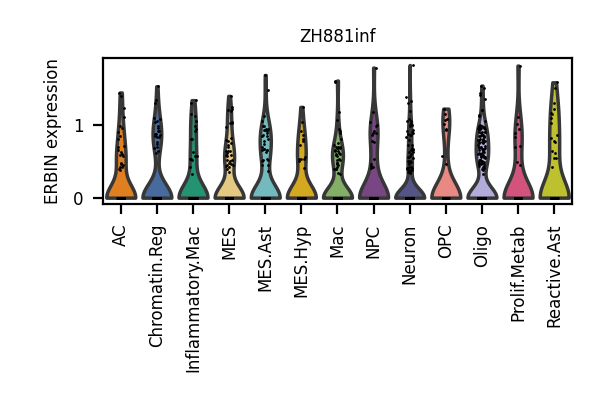 ZH881inf
ERBIN expression
1
0
AC
Chromatin.Reg
Inflammatory.Mac
MES
MES.Ast
MES.Hyp
Mac
NPC
Neuron
OPC
Oligo
Prolif.Metab
Reactive.Ast